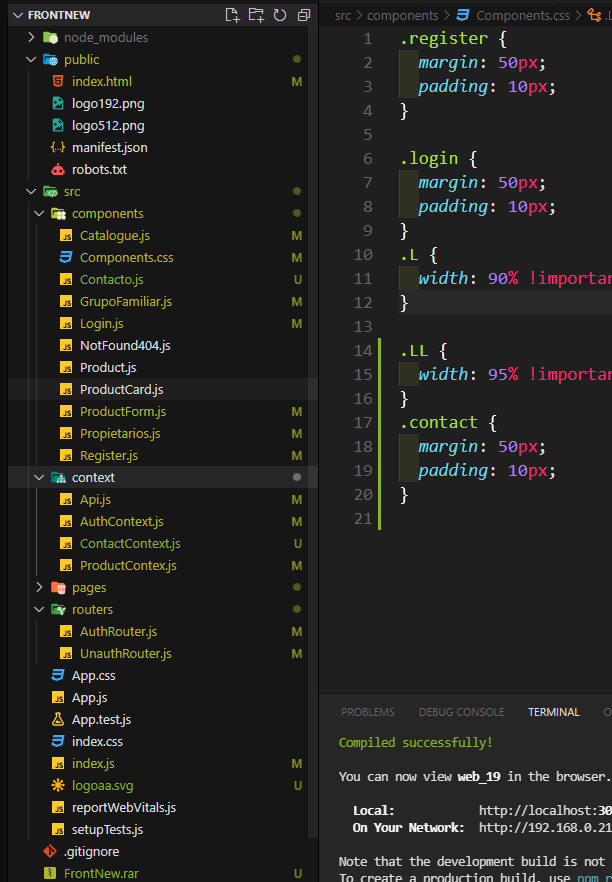 FRONTNEW
node_modules
public
index.html M
logo192.png
logo512.png
manifest.json
robots.txt
src
components
Catalogue.js M
Components.css M
Contacto.js U
GrupoFamiliar.js M
Login.js M
NotFound404.js
Product.js
ProductCard.js
ProductForm.js M
Propietarios.js M
Register.js M
context
Api.js M
AuthContext.js M
ContactContext.js U
ProductContex.js M
pages
routers
AuthRouter.js M
UnauthRouter.js M
App.css
App.js
App.test.js
index.css
index.js M
logoaa.svg U
reportWebVitals.js
setupTests.js
.gitignore
FrontNew.rar U
src > components > Components.css >
1 .register {
2 margin: 50px;
3 padding: 10px;
4 }
5
6 .login {
7 margin: 50px;
8 padding: 10px;
9 }
10 .L {
11 width: 90% !importan
12 }
13
14 .LL {
15 width: 95% !importan
16 }
17 .contact {
18 margin: 50px;
19 padding: 10px;
20 }
21
PROBLEMS DEBUG CONSOLE TERMINAL
Compiled successfully!
You can now view web_19 in the browser.
Local: http://localhost:30
On Your Network: http://192.168.0.21
Note that the development build is not
To create a production build, use npm r